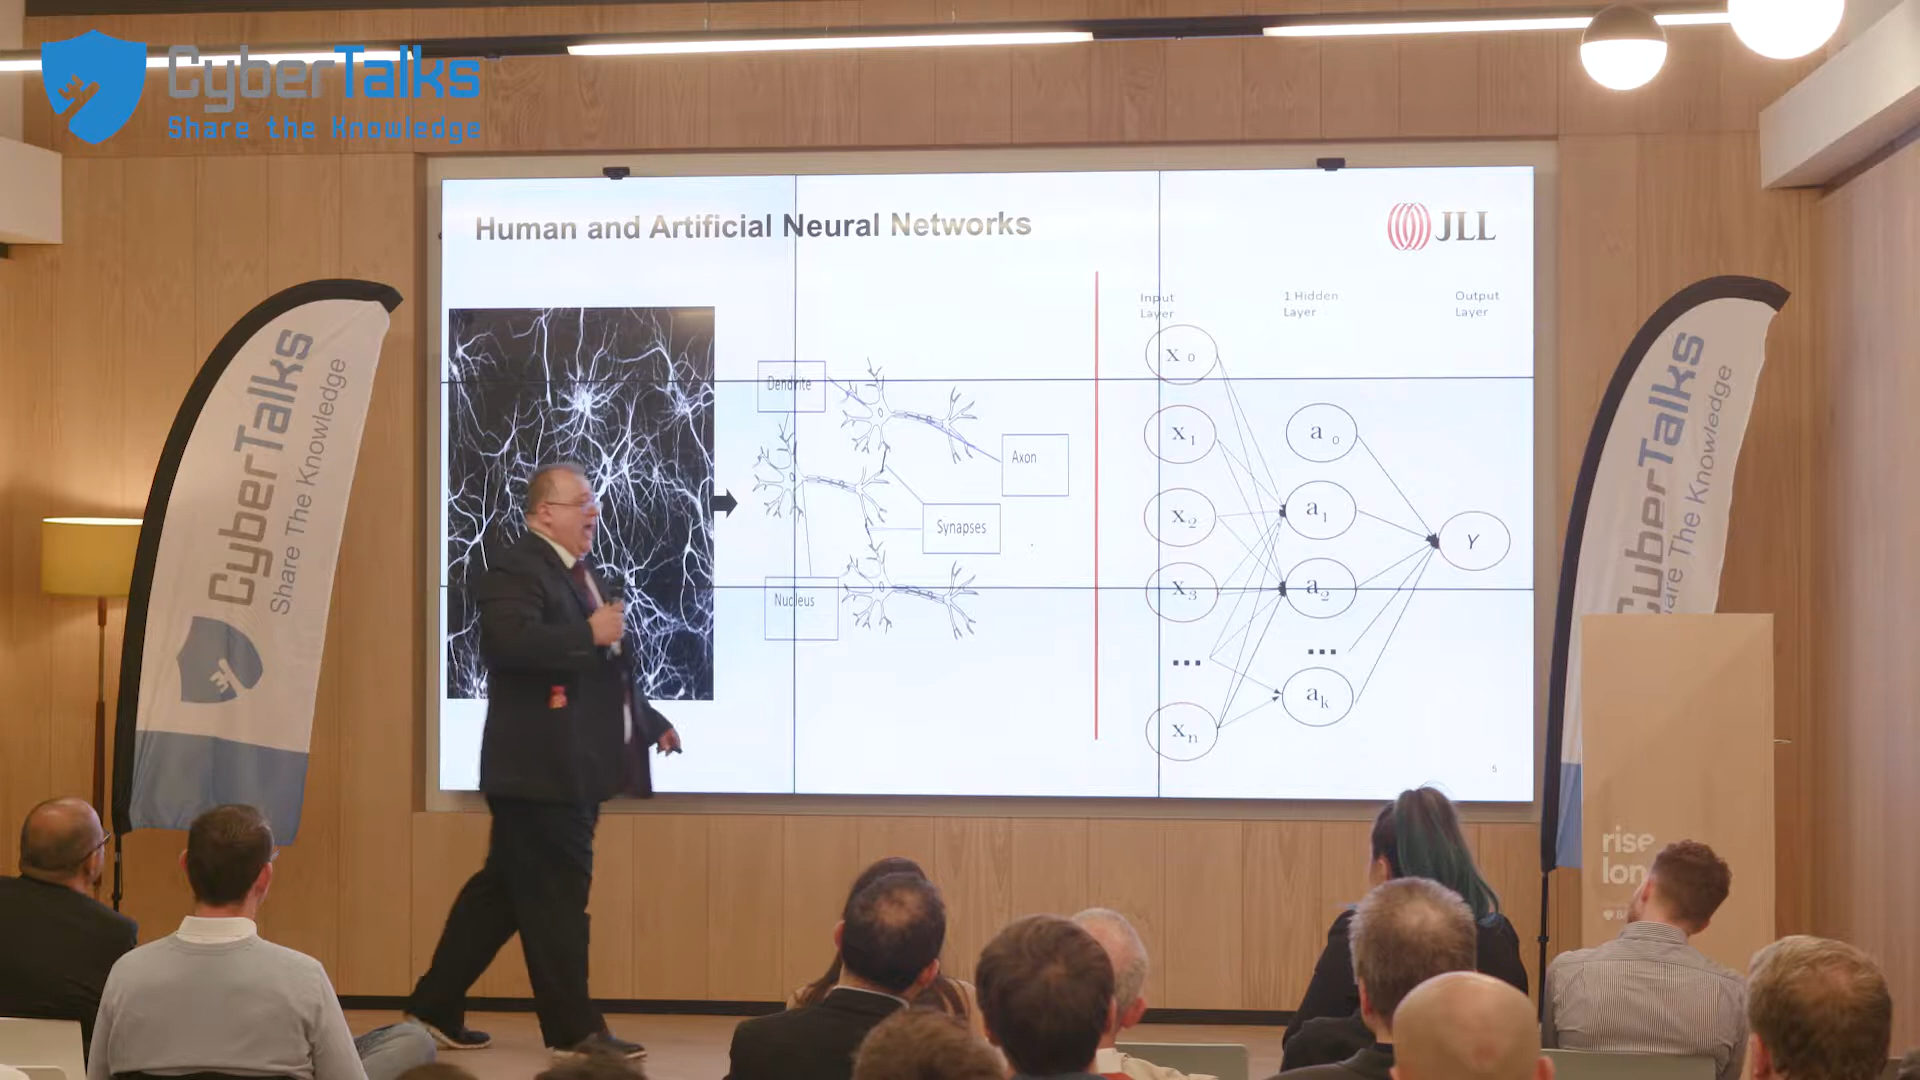 CyberTalks
Share the Knowledge
Human and Artificial Neural Networks
JLL
Input
Layer
1 Hidden
Layer
Output
Layer
Dendrite
Axon
Synapses
Nucleus
x0
x1
x2
x3
...
xn
a0
a1
a2
...
ak
Y
5
CyberTalks
Share The Knowledge
CyberTalks
are The Knowledge
rise
lon